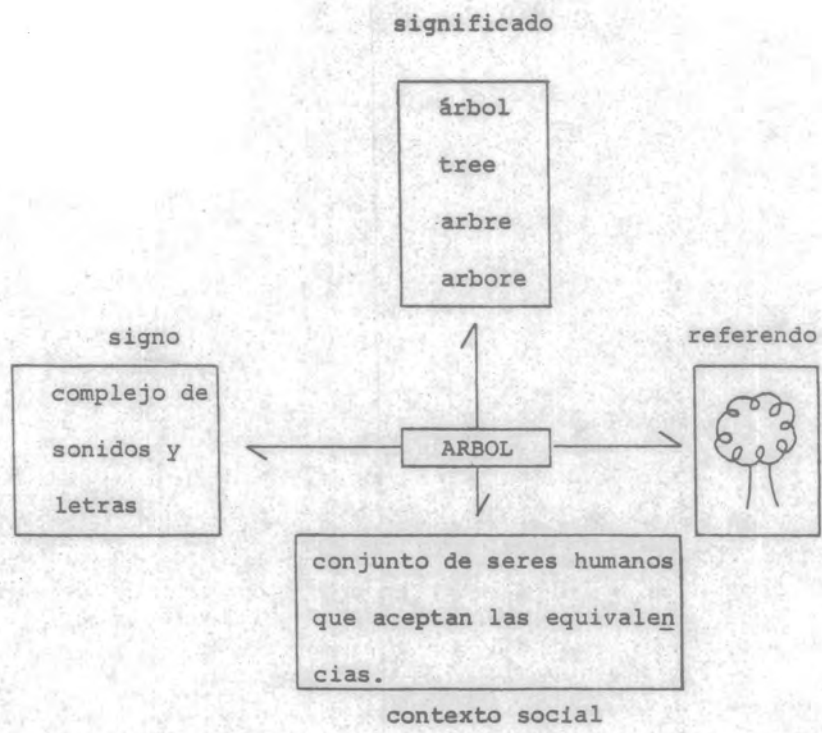 significado
árbol
tree
arbre
arbore
signo
complejo de
sonidos y
letras
ARBOL
referendo
conjunto de seres humanos
que aceptan las equivalen
cias.
contexto social